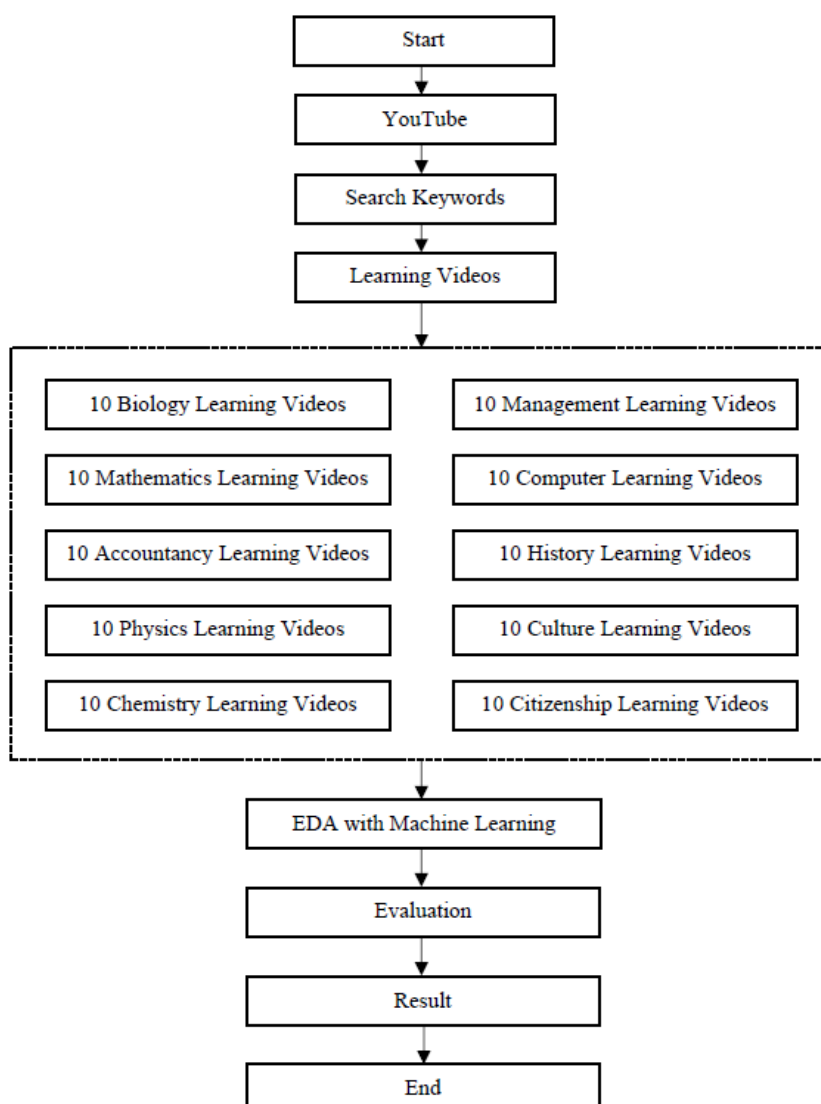 Start
YouTube
Search Keywords
Learning Videos
10 Biology Learning Videos
10 Management Learning Videos
10 Mathematics Learning Videos
10 Computer Learning Videos
10 Accountancy Learning Videos
10 History Learning Videos
10 Physics Learning Videos
10 Culture Learning Videos
10 Chemistry Learning Videos
10 Citizenship Learning Videos
EDA with Machine Learning
Evaluation
Result
End